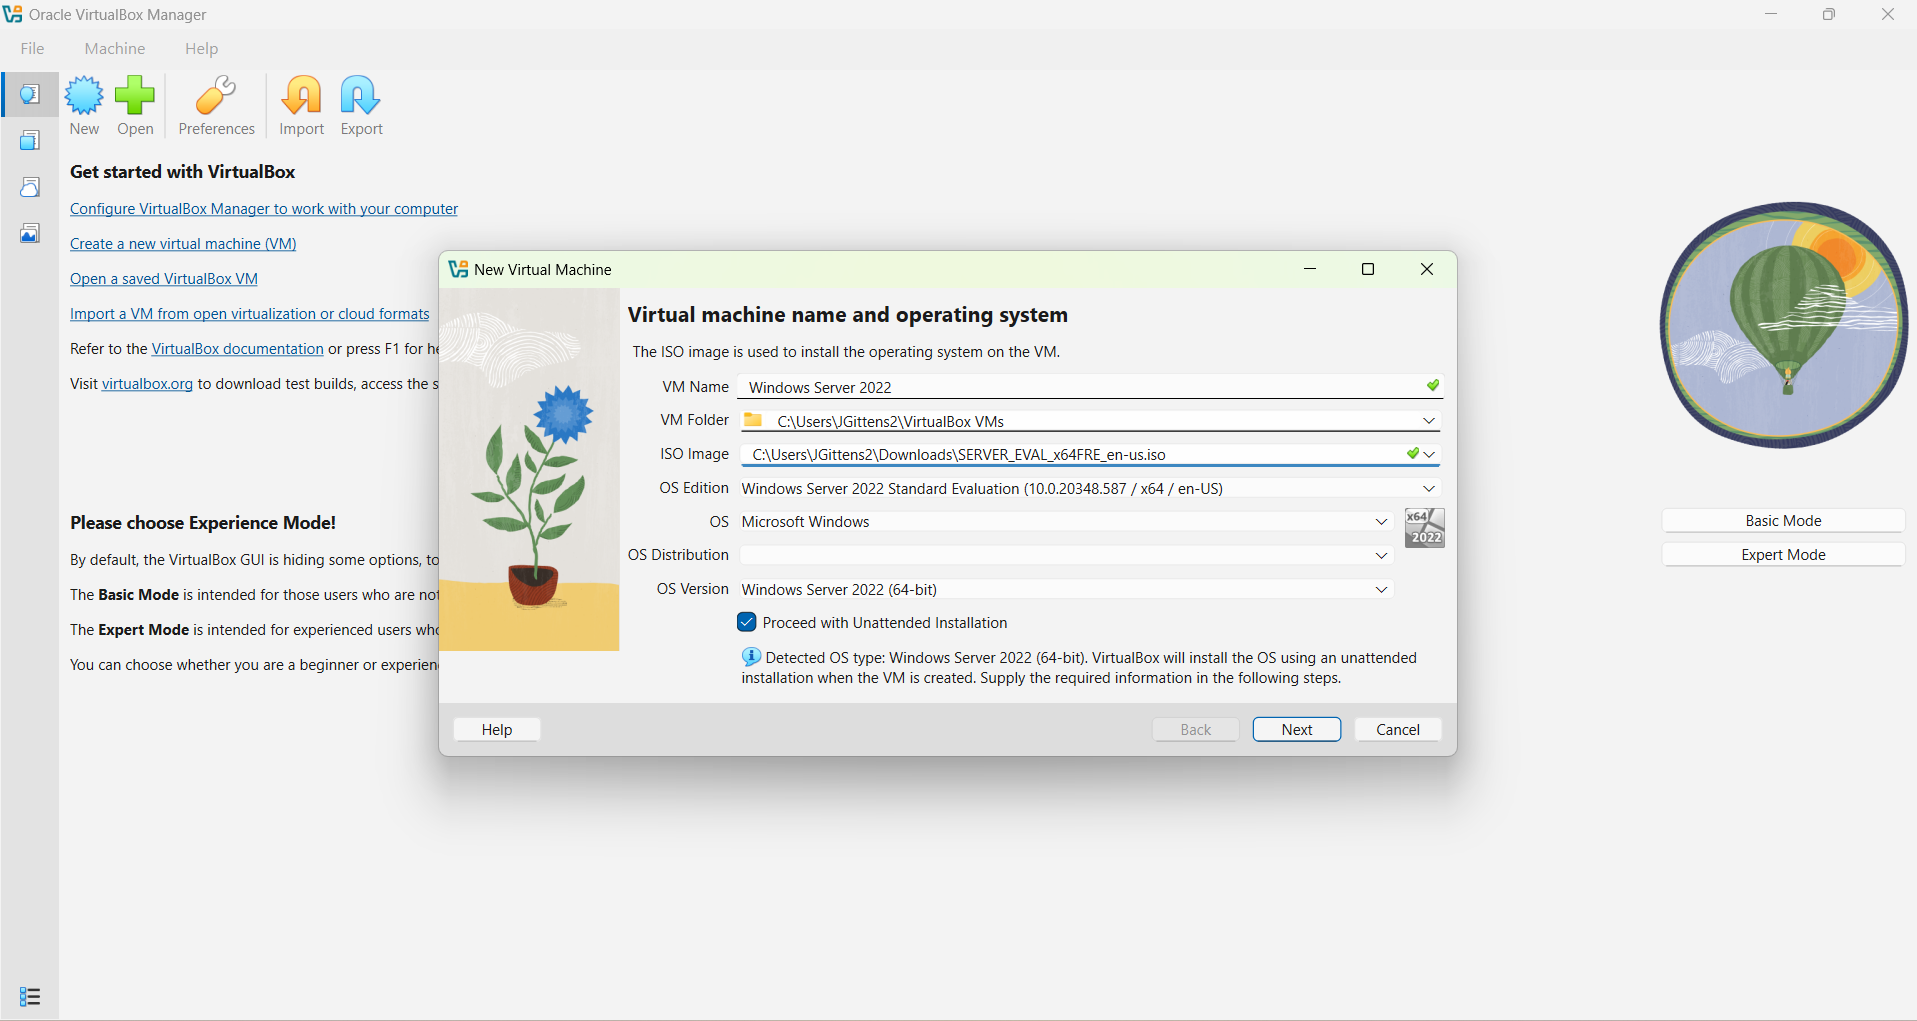 Oracle VirtualBox Manager
File Machine Help
New Open Preferences Import Export
Get started with VirtualBox
Configure VirtualBox Manager to work with your computer
Create a new virtual machine (VM)
Open a saved VirtualBox VM
Import a VM from open virtualization or cloud formats
Refer to the VirtualBox documentation or press F1 for
Visit virtualbox.org to download test builds, access the
Please choose Experience Mode!
By default, the VirtualBox GUI is hiding some options, to
The Basic Mode is intended for those users who are
The Expert Mode is intended for experienced users
You can choose whether you are a beginner or
New Virtual Machine
Virtual machine name and operating system
The ISO image is used to install the operating system on the VM.
VM Name Windows Server 2022
VM Folder C:\Users\JGittens2\VirtualBox VMs
ISO Image C:\Users\JGittens2\Downloads\SERVER_EVAL_x64FRE_en-us.iso
OS Edition Windows Server 2022 Standard Evaluation (10.0.20348.587 / x64 / en-US)
OS Microsoft Windows
x64
2022
OS Distribution
OS Version Windows Server 2022 (64-bit)
Proceed with Unattended Installation
Detected OS type: Windows Server 2022 (64-bit). VirtualBox will install the OS using an unattended
installation when the VM is created. Supply the required information in the following steps.
Help Back Next Cancel
Basic Mode
Expert Mode